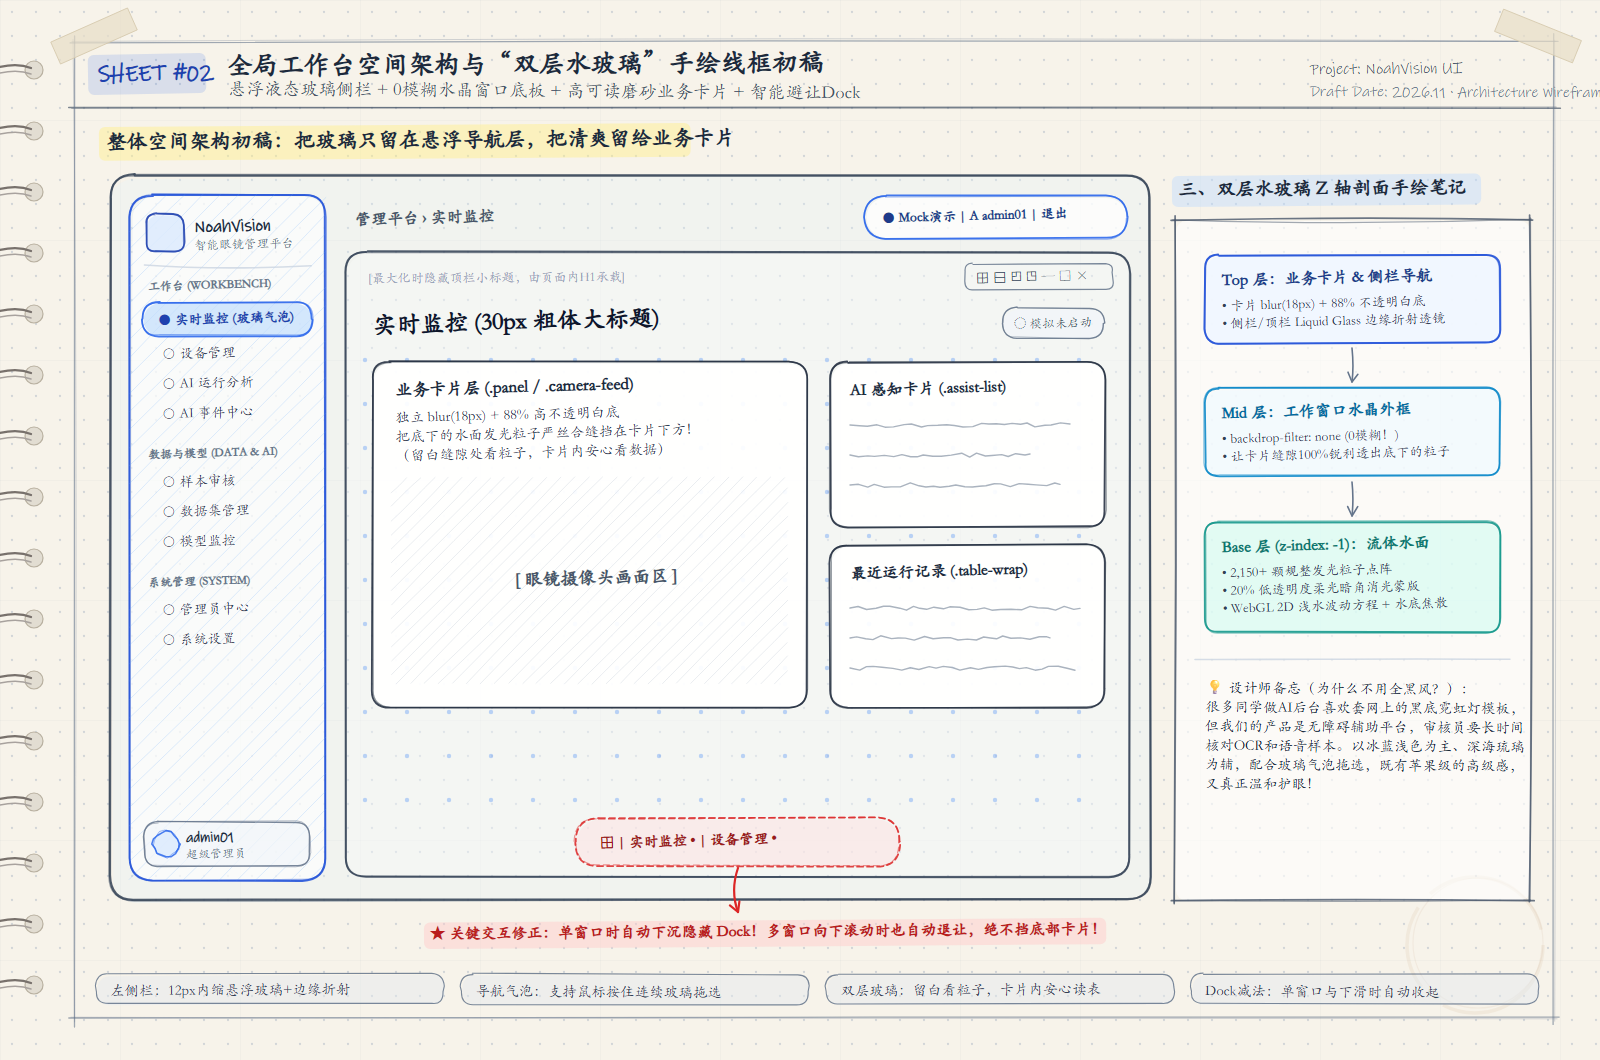 SHEET #02
全局工作台空间架构与“双层水玻璃”手绘线框初稿
悬浮液态玻璃侧栏 + 0模糊水晶窗口底板 + 高可读磨砂业务卡片 + 智能避让Dock
Project: NoahVision UI
Draft Date: 2026.11 · Architecture Wirefram
整体空间架构初稿：把玻璃只留在悬浮导航层，把清爽留给业务卡片
NoahVision
智能眼镜管理平台
工作台 (WORKBENCH)
● 实时监控 (玻璃气泡)
○ 设备管理
○ AI 运行分析
○ AI 事件中心
数据与模型 (DATA & AI)
○ 样本审核
○ 数据集管理
○ 模型监控
系统管理 (SYSTEM)
○ 管理员中心
○ 系统设置
admin01
超级管理员
管理平台 › 实时监控
● Mock演示 | A admin01 | 退出
[最大化时隐藏顶栏小标题，由页面内H1承载]
田 日 ◰ ◳ — □ ×
实时监控 (30px 粗体大标题)
○ 模拟未启动
业务卡片层 (.panel / .camera-feed)
独立 blur(18px) + 88% 高不透明白底
把底下的水面发光粒子严丝合缝挡在卡片下方！
（留白缝隙处看粒子，卡片内安心看数据）
[ 眼镜摄像头画面区 ]
AI 感知卡片 (.assist-list)
最近运行记录 (.table-wrap)
田 | 实时监控 • | 设备管理 •
★ 关键交互修正：单窗口时自动下沉隐藏 Dock！多窗口向下滚动时也自动退让，绝不挡底部卡片！
三、双层水玻璃 Z 轴剖面手绘笔记
Top 层：业务卡片 & 侧栏导航
• 卡片 blur(18px) + 88% 不透明白底
• 侧栏/顶栏 Liquid Glass 边缘折射透镜
Mid 层：工作窗口水晶外框
• backdrop-filter: none (0模糊！)
• 让卡片缝隙100%锐利透出底下的粒子
Base 层 (z-index: -1)：流体水面
• 2,150+ 颗规整发光粒子点阵
• 20% 低透明度柔光暗角消光蒙版
• WebGL 2D 浅水波动方程 + 水底焦散
💡 设计师备忘（为什么不用全黑风？）：
很多同学做AI后台喜欢套网上的黑底霓虹灯模板，
但我们的产品是无障碍辅助平台，审核员要长时间
核对OCR和语音样本。以冰蓝浅色为主、深海琉璃
为辅，配合玻璃气泡拖选，既有苹果级的高级感，
又真正温和护眼！
左侧栏：12px内缩悬浮玻璃+边缘折射
导航气泡：支持鼠标按住连续玻璃拖选
双层玻璃：留白看粒子，卡片内安心读表
Dock减法：单窗口与下滑时自动收起